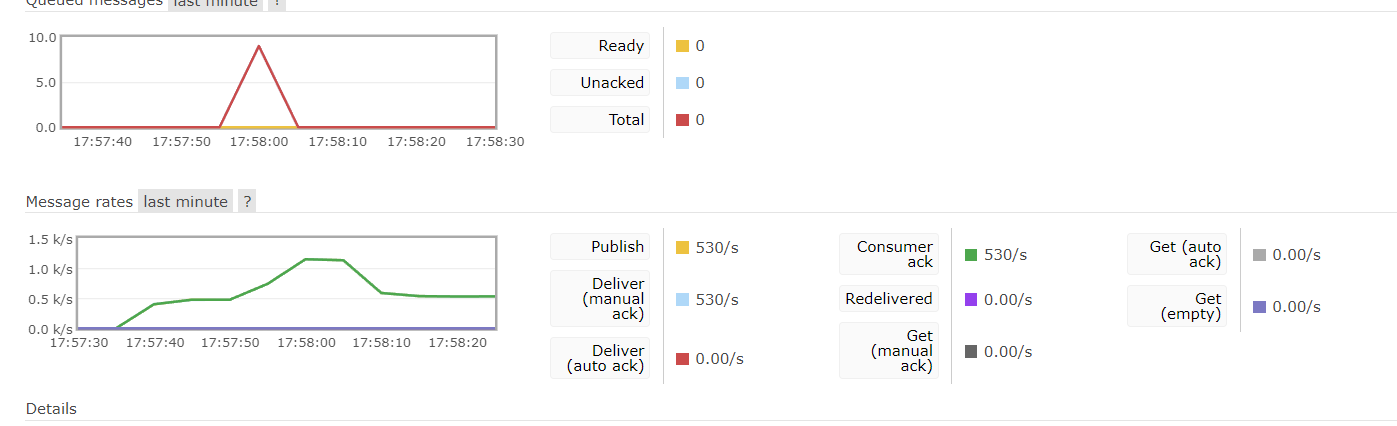 Queued messages last minute ?
10.0
5.0
0.0
17:57:40 17:57:50 17:58:00 17:58:10 17:58:20 17:58:30
Ready 0
Unacked 0
Total 0
Message rates last minute ?
1.5 k/s
1.0 k/s
0.5 k/s
0.0 k/s
17:57:30 17:57:40 17:57:50 17:58:00 17:58:10 17:58:20
Publish 530/s
Deliver
(manual
ack) 530/s
Deliver
(auto ack) 0.00/s
Consumer
ack 530/s
Redelivered 0.00/s
Get
(manual
ack) 0.00/s
Get (auto
ack) 0.00/s
Get
(empty) 0.00/s
Details